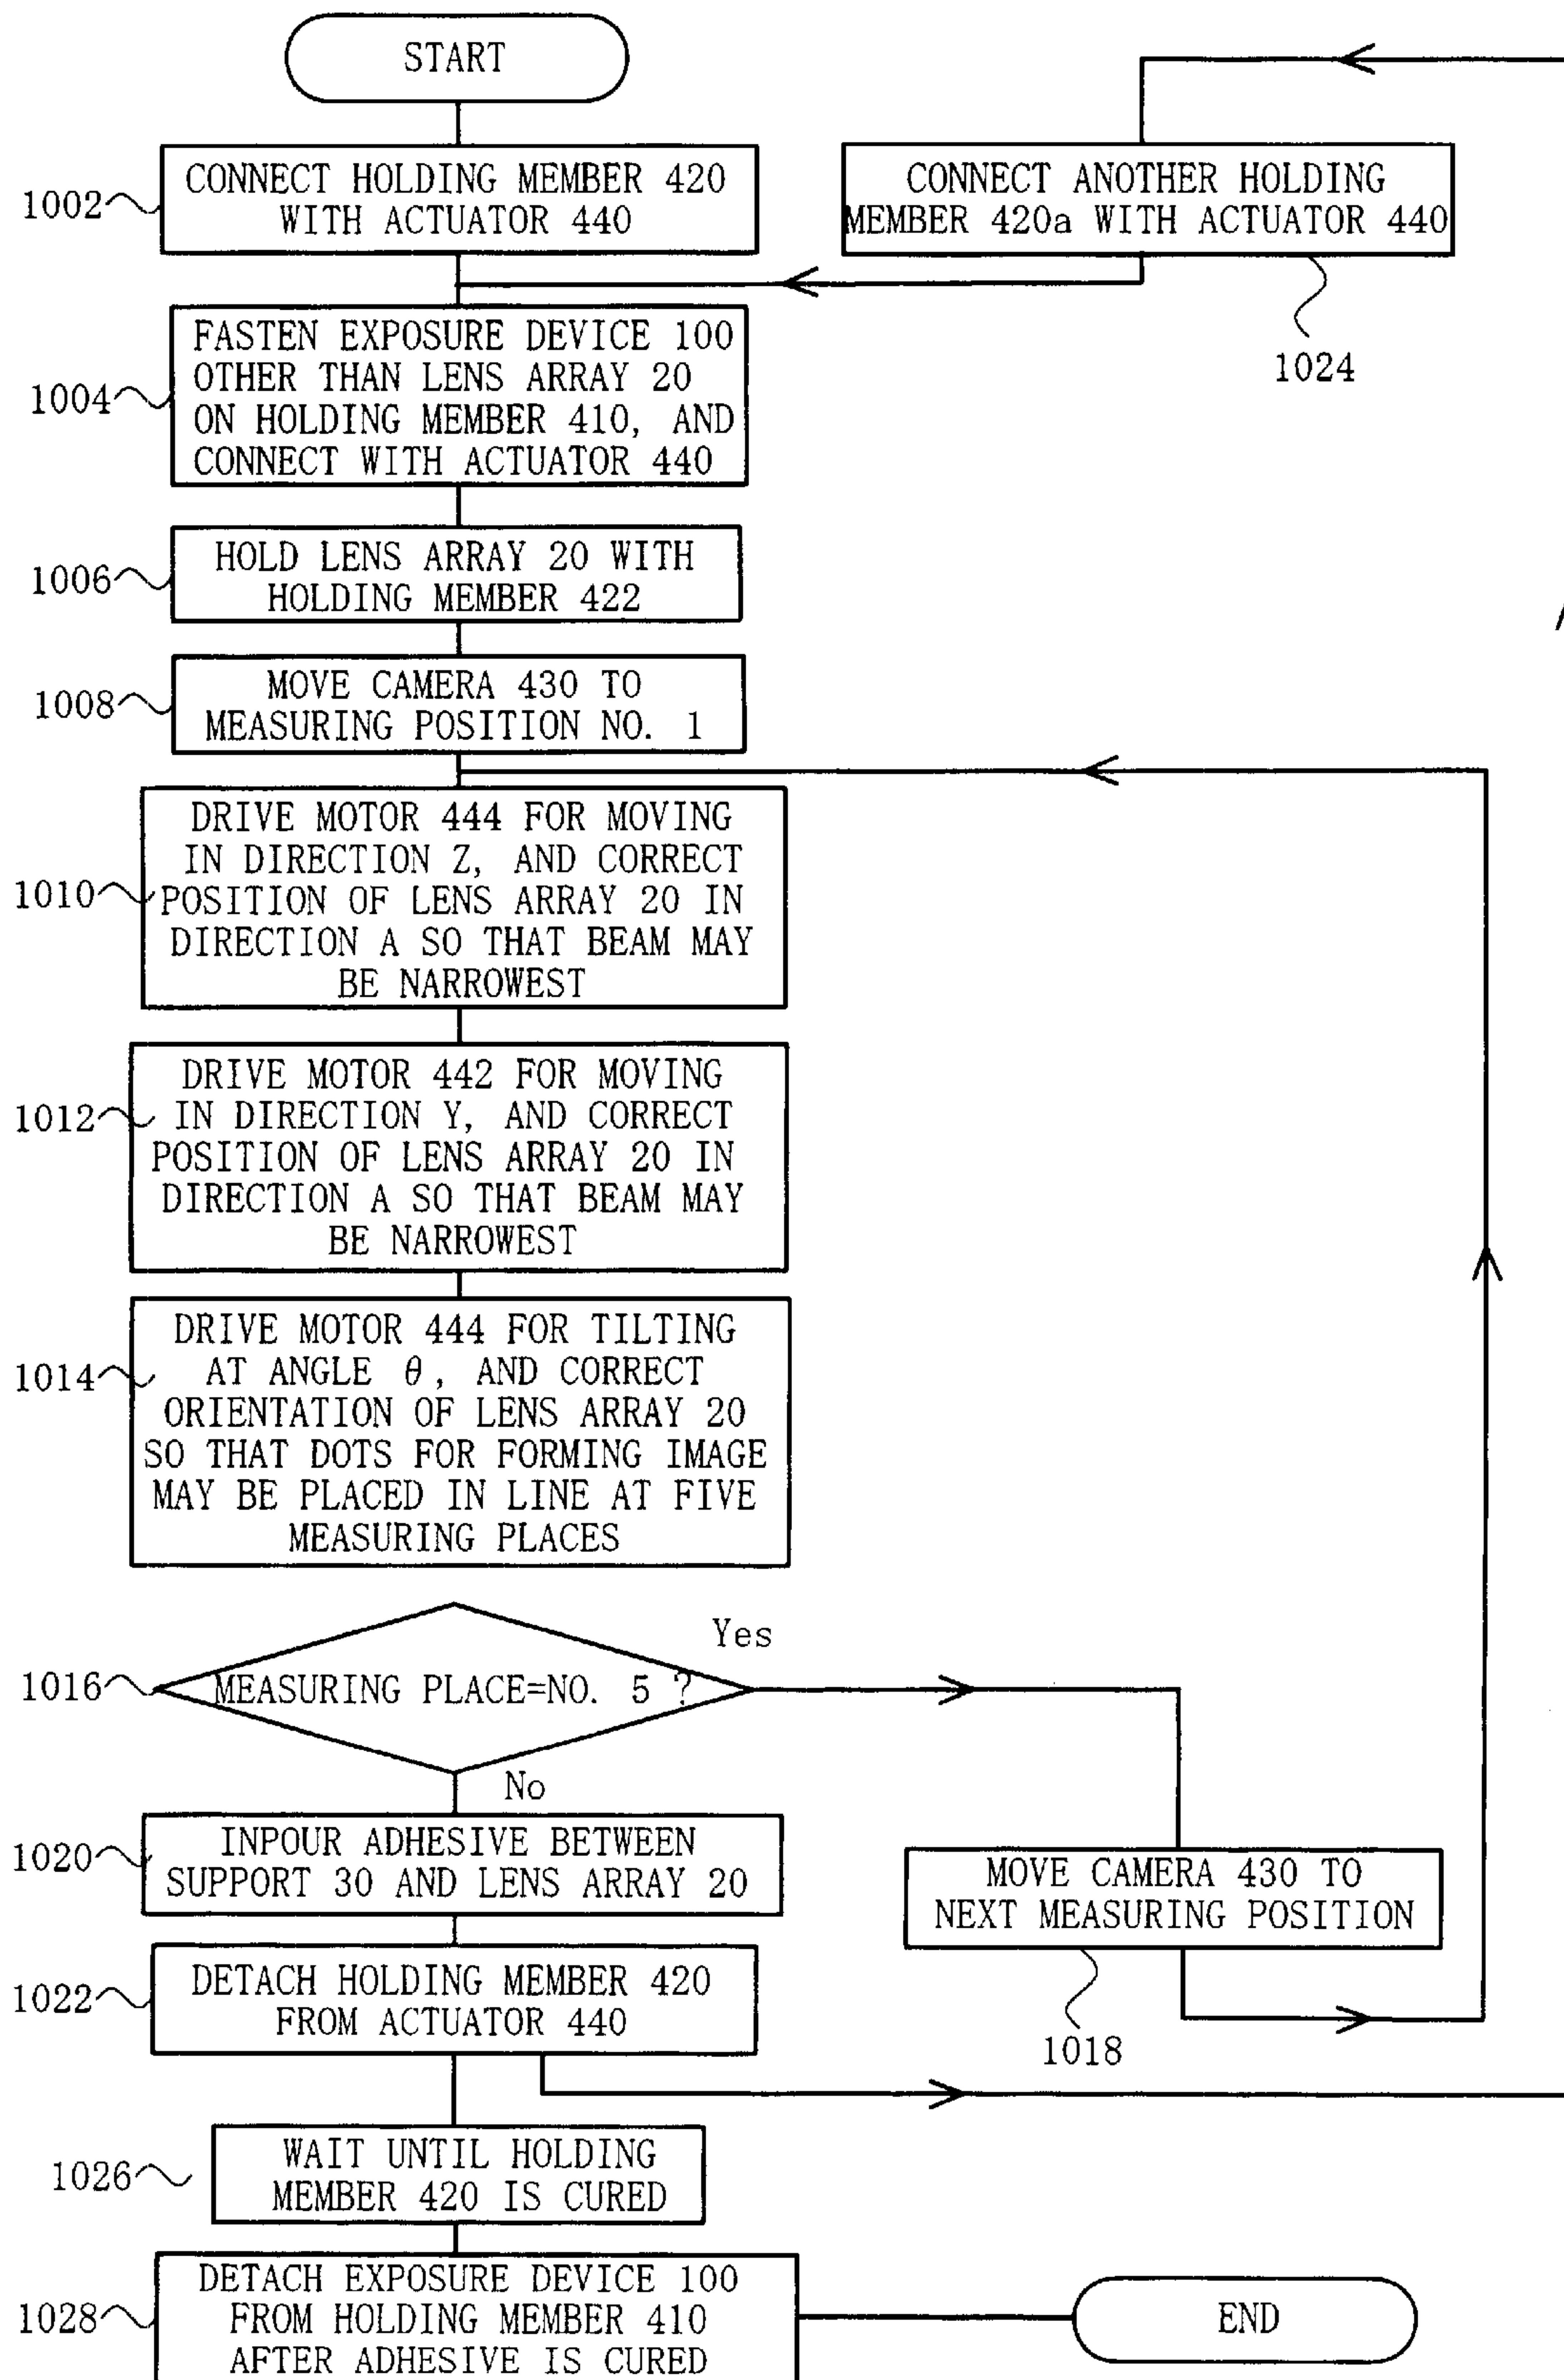 START
CONNECT HOLDING MEMBER 420
WITH ACTUATOR 440
1002
CONNECT ANOTHER HOLDING
MEMBER 420a WITH ACTUATOR 440
1024
FASTEN EXPOSURE DEVICE 100
OTHER THAN LENS ARRAY 20
ON HOLDING MEMBER 410, AND
CONNECT WITH ACTUATOR 440
1004
HOLD LENS ARRAY 20 WITH
HOLDING MEMBER 422
1006
MOVE CAMERA 430 TO
MEASURING POSITION NO. 1
1008
DRIVE MOTOR 444 FOR MOVING
IN DIRECTION Z, AND CORRECT
POSITION OF LENS ARRAY 20 IN
DIRECTION A SO THAT BEAM MAY
BE NARROWEST
1010
DRIVE MOTOR 442 FOR MOVING
IN DIRECTION Y, AND CORRECT
POSITION OF LENS ARRAY 20 IN
DIRECTION A SO THAT BEAM MAY
BE NARROWEST
1012
DRIVE MOTOR 444 FOR TILTING
AT ANGLE θ, AND CORRECT
ORIENTATION OF LENS ARRAY 20
SO THAT DOTS FOR FORMING IMAGE
MAY BE PLACED IN LINE AT FIVE
MEASURING PLACES
1014
Yes
MEASURING PLACE=NO. 5 ?
1016
No
INPOUR ADHESIVE BETWEEN
SUPPORT 30 AND LENS ARRAY 20
1020
MOVE CAMERA 430 TO
NEXT MEASURING POSITION
1018
DETACH HOLDING MEMBER 420
FROM ACTUATOR 440
1022
WAIT UNTIL HOLDING
MEMBER 420 IS CURED
1026
DETACH EXPOSURE DEVICE 100
FROM HOLDING MEMBER 410
AFTER ADHESIVE IS CURED
1028
END